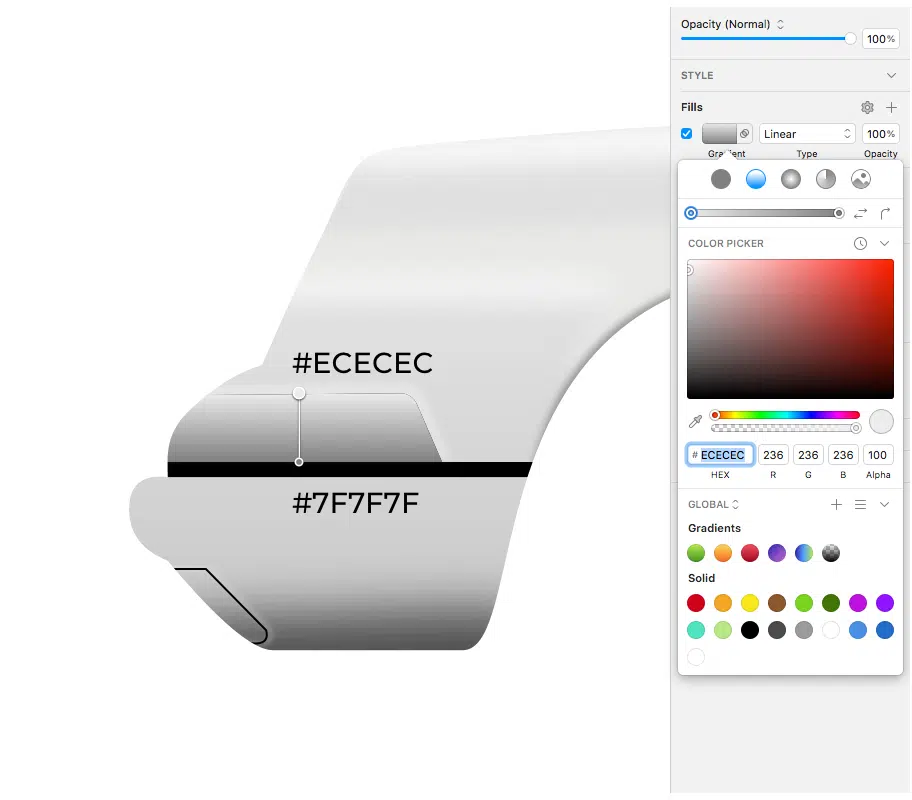 Opacity (Normal)
100%
STYLE
Fills
Linear
100%
Gradient
Type
Opacity
COLOR PICKER
#ECECEC
# ECECEC
236
236
236
100
HEX
R
G
B
Alpha
#7F7F7F
GLOBAL
Gradients
Solid